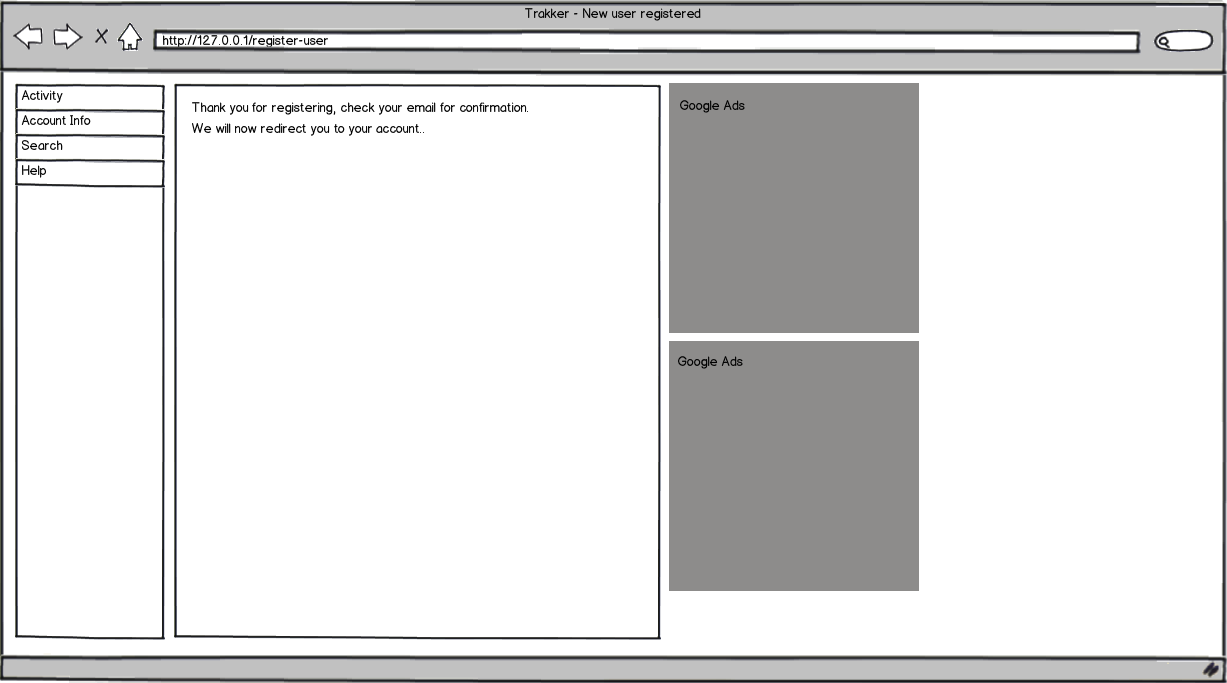 Trakker - New user registered
http://127.0.0.1/register-user
Activity
Account Info
Search
Help
Thank you for registering, check your email for confirmation.
We will now redirect you to your account..
Google Ads
Google Ads